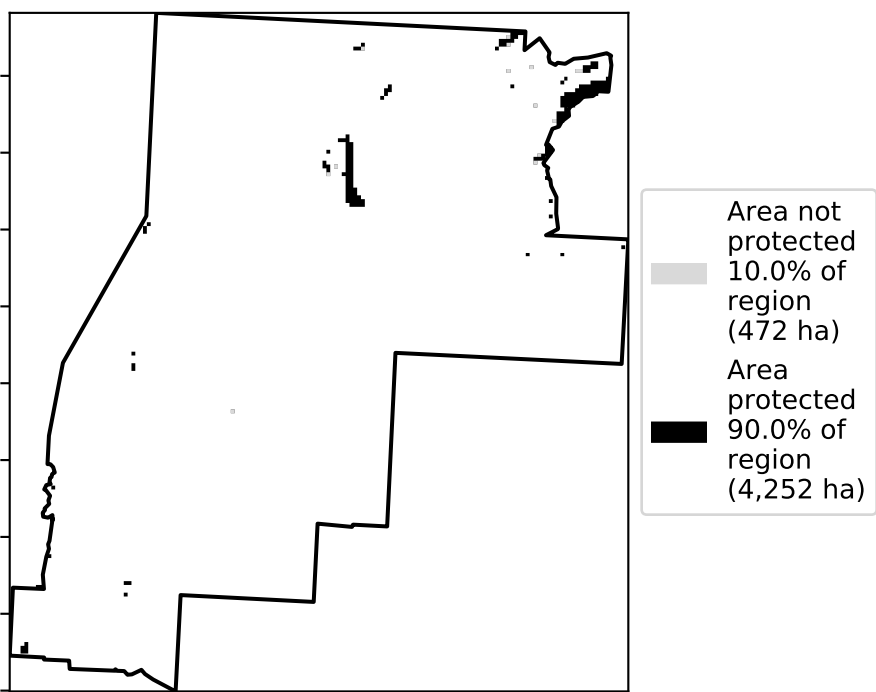 Area not
protected
10.0% of
region
(472 ha)
Area
protected
90.0% of
region
(4,252 ha)